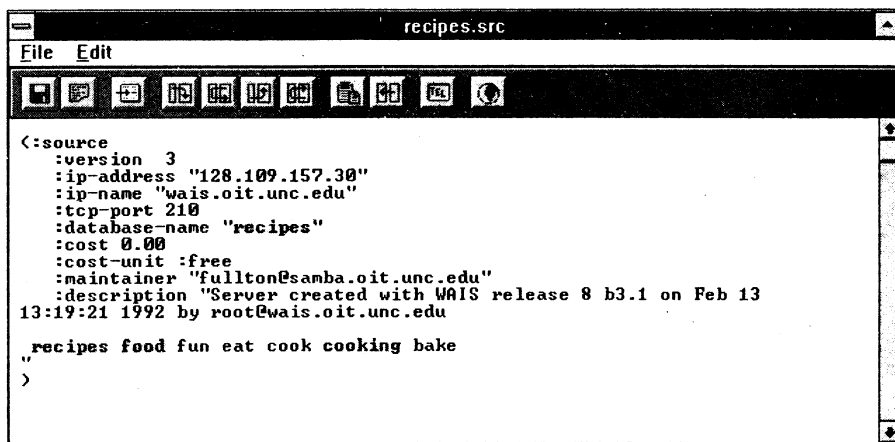 recipes.src
File Edit
(:source
:version 3
:ip-address "128.109.157.30"
:ip-name "wais.oit.unc.edu"
:tcp-port 210
:database-name "recipes"
:cost 0.00
:cost-unit :free
:maintainer "fullton@samba.oit.unc.edu"
:description "Server created with WAIS release 8 b3.1 on Feb 13
13:19:21 1992 by root@wais.oit.unc.edu
recipes food fun eat cook cooking bake
"
)